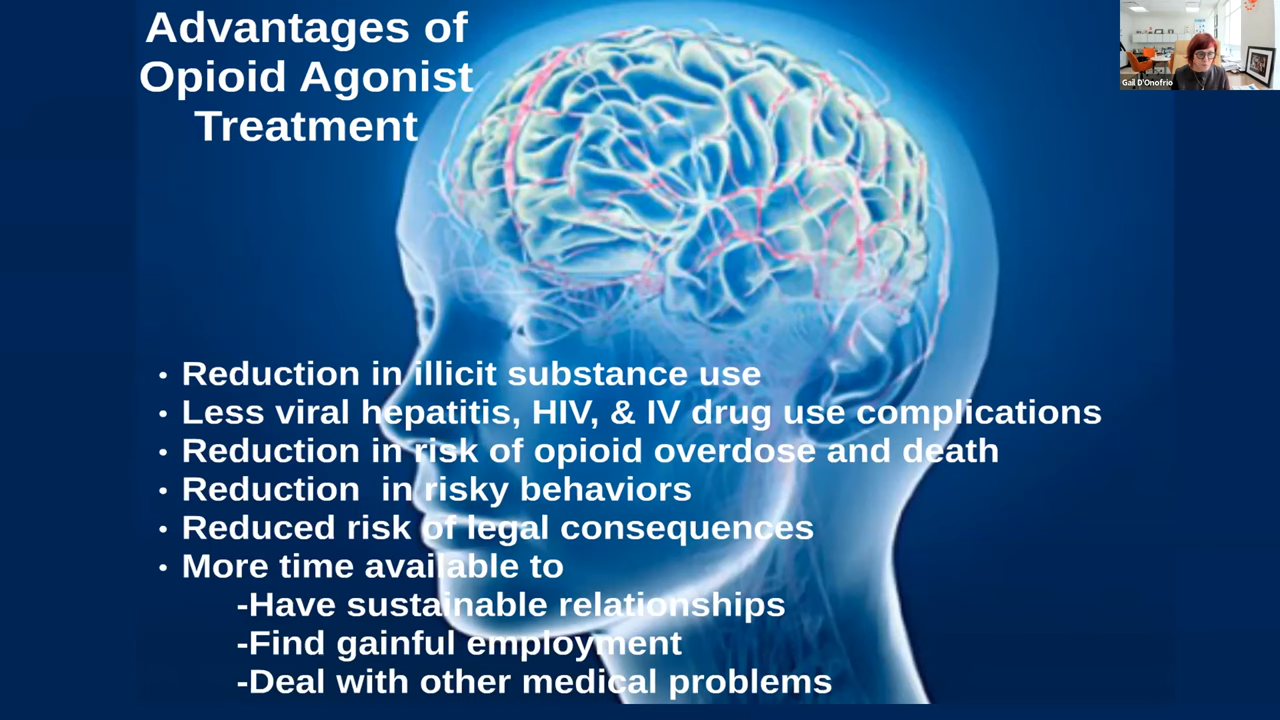 Advantages of
Opioid Agonist
Treatment
Gail D'Onofrio
• Reduction in illicit substance use
• Less viral hepatitis, HIV, & IV drug use complications
• Reduction in risk of opioid overdose and death
• Reduction  in risky behaviors
• Reduced risk of legal consequences
• More time available to
-Have sustainable relationships
-Find gainful employment
-Deal with other medical problems